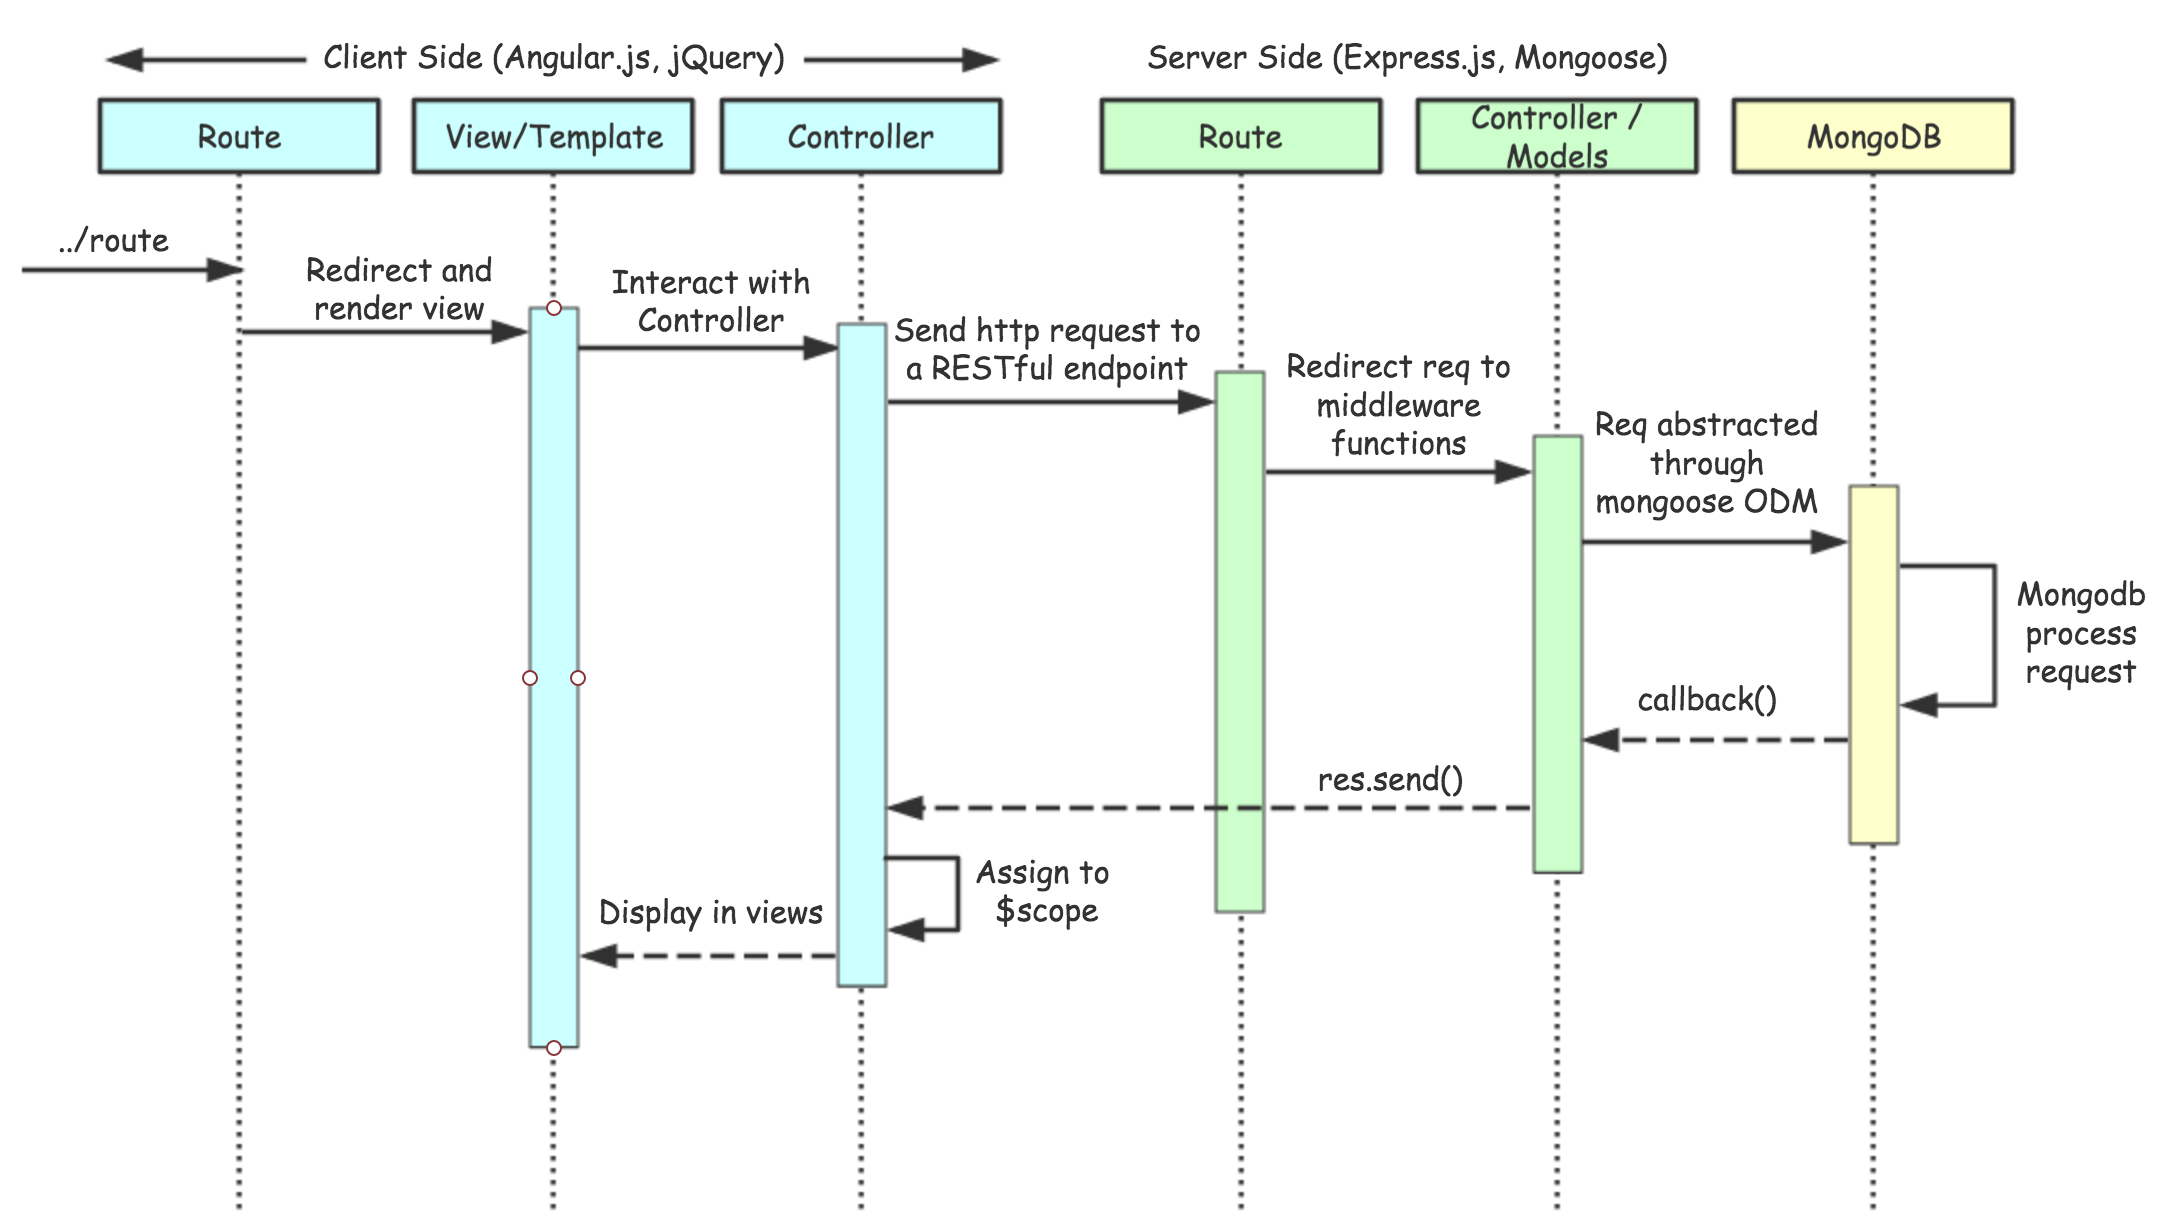 Client Side (Angular.js, jQuery)
Server Side (Express.js, Mongoose)
Route
View/Template
Controller
Route
Controller /
Models
MongoDB
../route
Redirect and
render view
Interact with
Controller
Send http request to
a RESTful endpoint
Redirect req to
middleware
functions
Req abstracted
through
mongoose ODM
Mongodb
process
request
callback()
res.send()
Assign to
$scope
Display in views